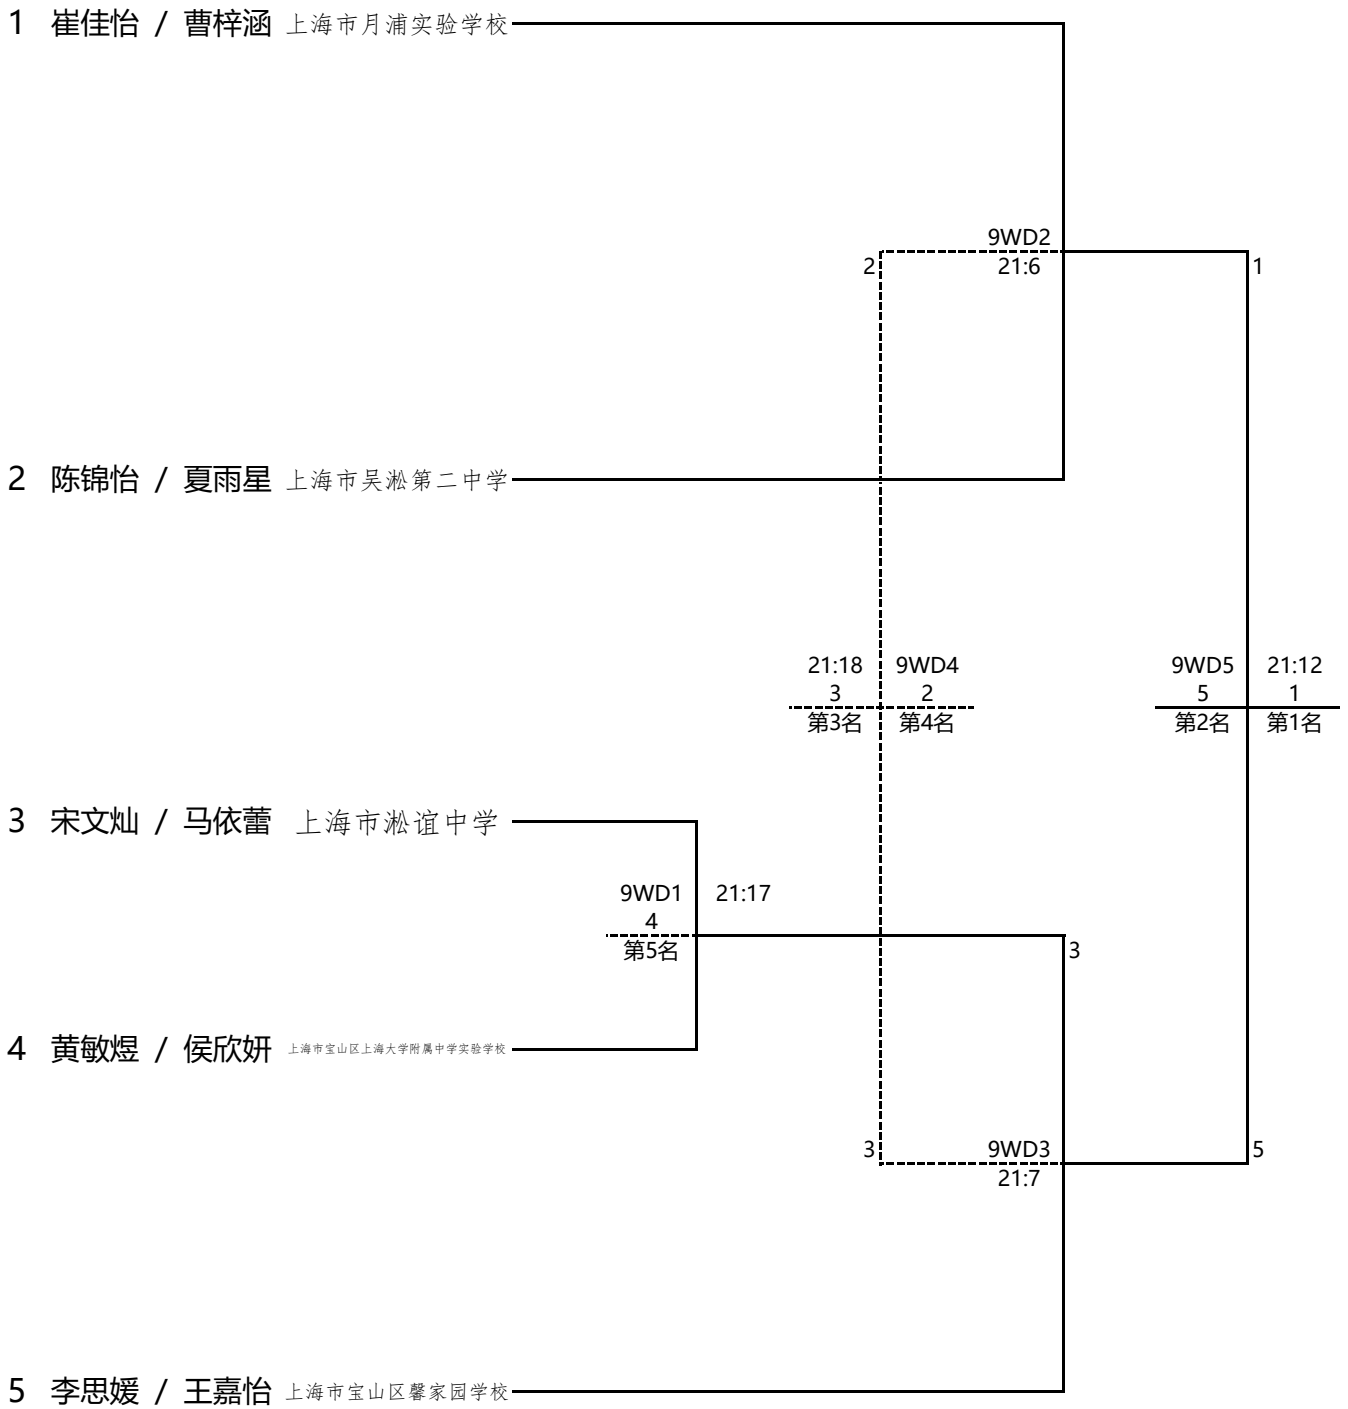 1 崔佳怡 / 曹梓涵 上海市月浦实验学校
9WD2
2 21:6 1
2 陈锦怡 / 夏雨星 上海市吴淞第二中学
21:18 9WD4 9WD5 21:12
3 2 5 1
第3名 第4名 第2名 第1名
3 宋文灿 / 马依蕾 上海市淞谊中学
9WD1 21:17
4
第5名 3
4 黄敏煜 / 侯欣妍 上海市宝山区上海大学附属中学实验学校
3 9WD3 5
21:7
5 李思媛 / 王嘉怡 上海市宝山区馨家园学校